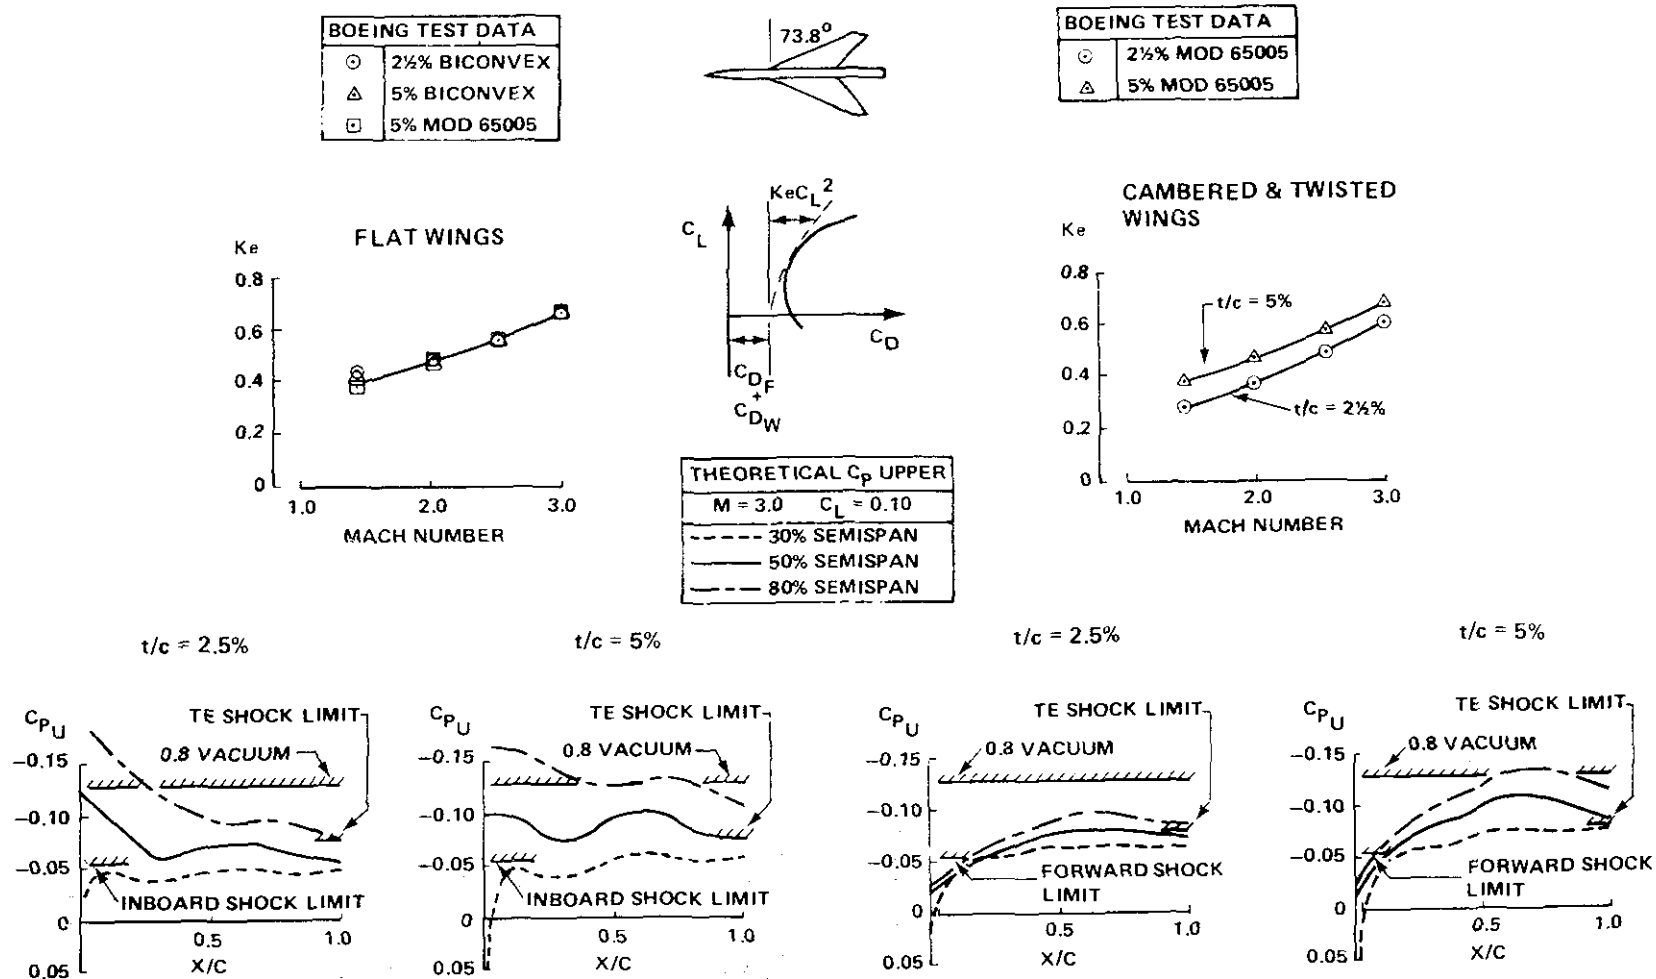 BOEING TEST DATA
2½% BICONVEX
5% BICONVEX
5% MOD 65005
73.8°
BOEING TEST DATA
2½% MOD 65005
5% MOD 65005
FLAT WINGS
Ke
0.8
0.6
0.4
0.2
0
1.0 2.0 3.0
MACH NUMBER
KeCL²
CL
CD
CDF
+
CDW
CAMBERED & TWISTED
WINGS
Ke
0.8
0.6
0.4
0.2
0
t/c = 5%
t/c = 2½%
1.0 2.0 3.0
MACH NUMBER
THEORETICAL Cp UPPER
M = 3.0 CL = 0.10
30% SEMISPAN
50% SEMISPAN
80% SEMISPAN
t/c = 2.5%
CPU
TE SHOCK LIMIT
0.8 VACUUM
−0.15
−0.10
−0.05
INBOARD SHOCK LIMIT
0
0.05
0.5 1.0
X/C
t/c = 5%
CPU
TE SHOCK LIMIT
0.8 VACUUM
−0.15
−0.10
−0.05
INBOARD SHOCK LIMIT
0
0.05
0.5 1.0
X/C
t/c = 2.5%
CPU
TE SHOCK LIMIT
0.8 VACUUM
−0.15
−0.10
−0.05
FORWARD SHOCK
LIMIT
0
0.05
0.5 1.0
X/C
t/c = 5%
CPU
TE SHOCK LIMIT
0.8 VACUUM
−0.15
−0.10
−0.05
FORWARD SHOCK
LIMIT
0
0.05
0.5 1.0
X/C